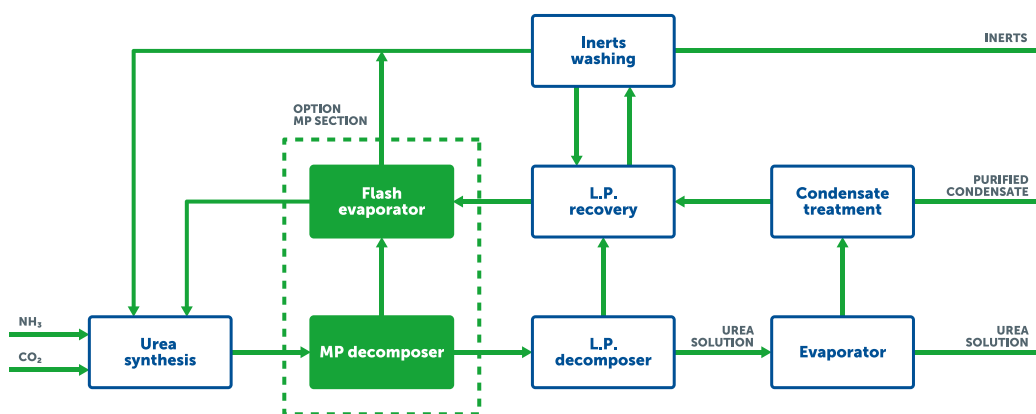 Inerts
washing
INERTS
OPTION
MP SECTION
Flash
evaporator
L.P.
recovery
Condensate
treatment
PURIFIED
CONDENSATE
NH₃
CO₂
Urea
synthesis
MP decomposer
L.P.
decomposer
UREA
SOLUTION
Evaporator
UREA
SOLUTION